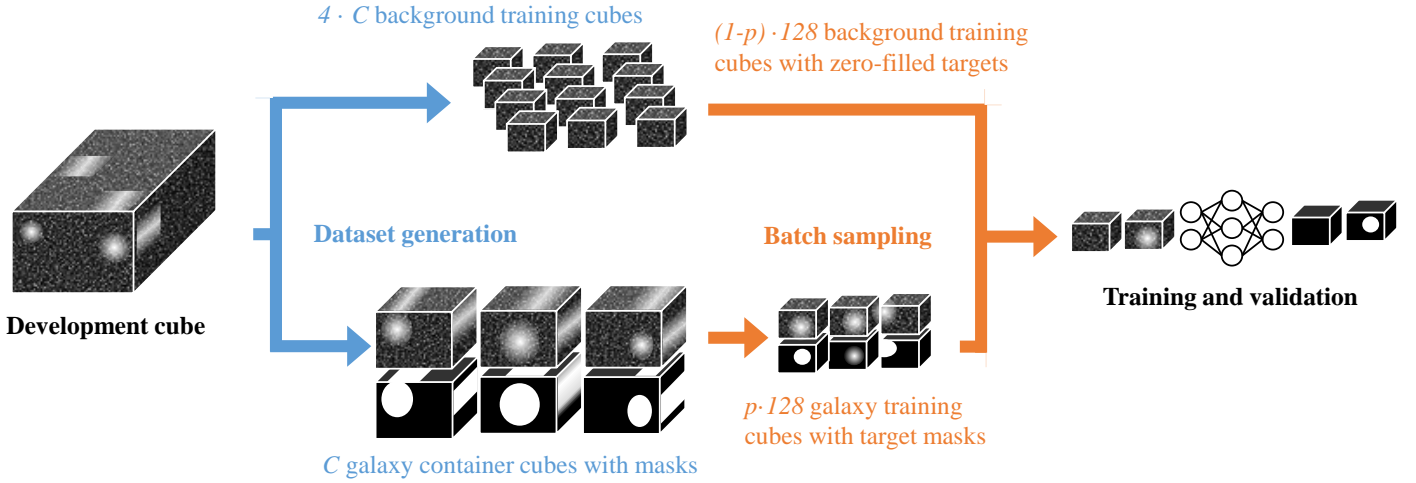 4 · C background training cubes
(1-p) · 128 background training
cubes with zero-filled targets
Dataset generation
Batch sampling
Development cube
Training and validation
p·128 galaxy training
cubes with target masks
C galaxy container cubes with masks